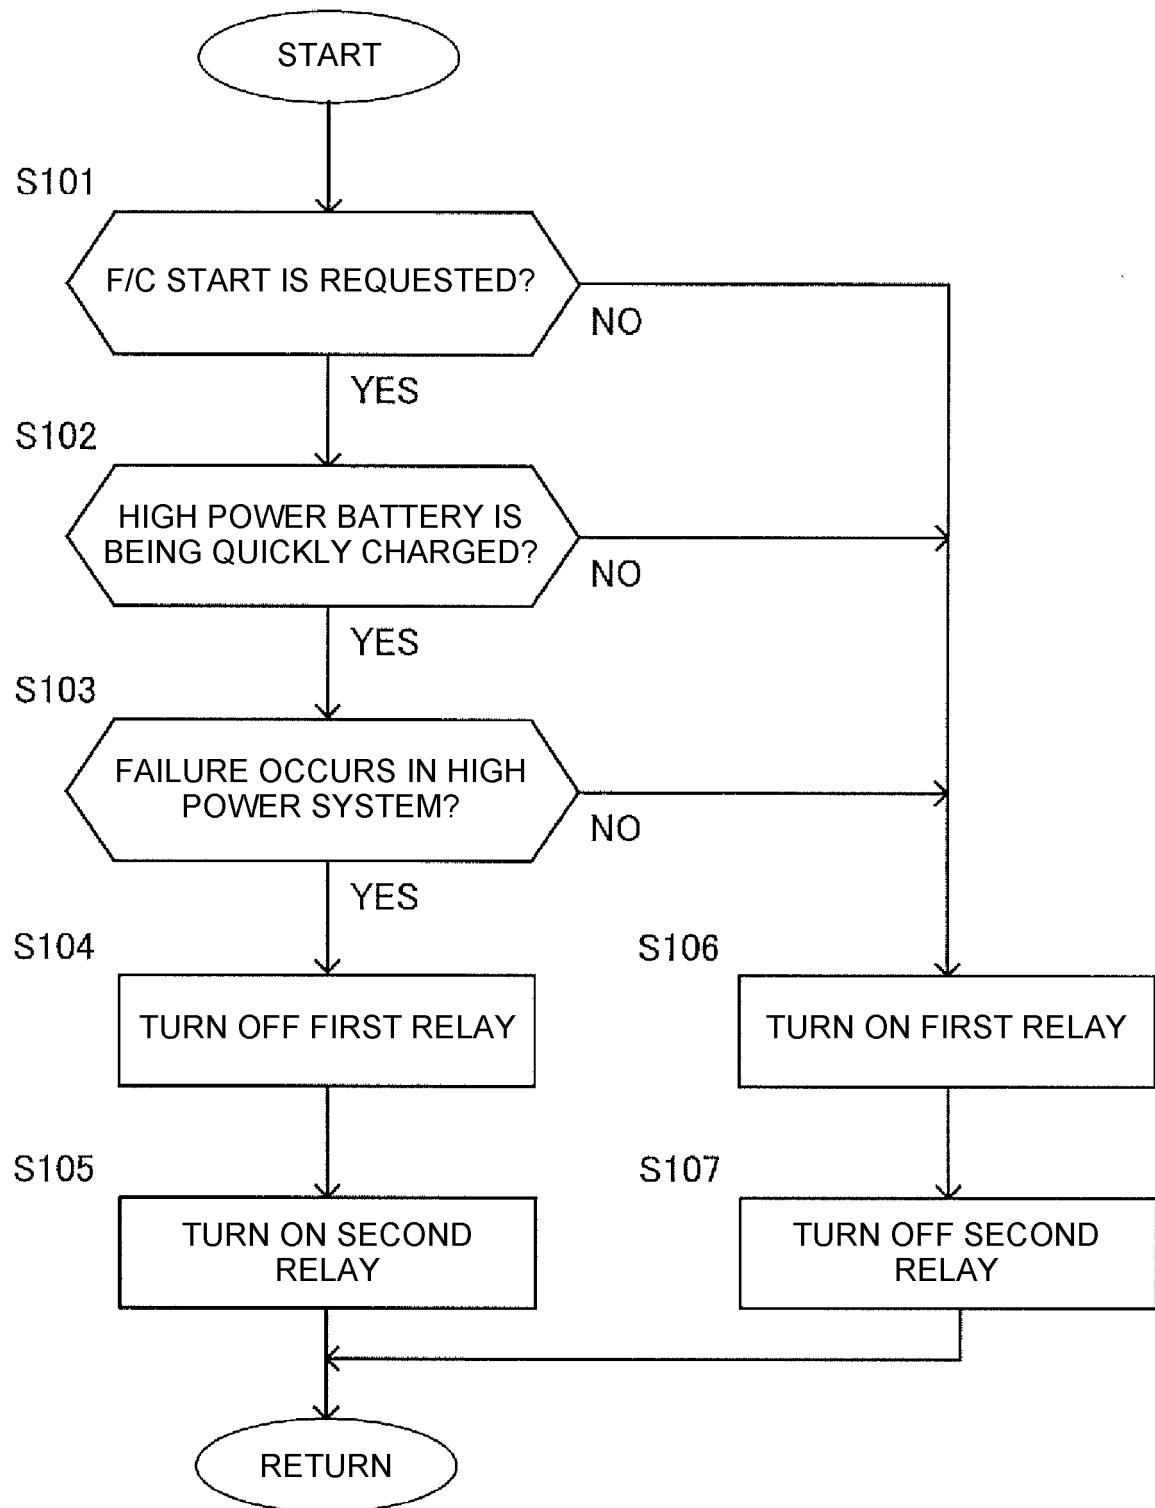 START
S101
F/C START IS REQUESTED?
NO
YES
S102
HIGH POWER BATTERY IS
BEING QUICKLY CHARGED?
NO
YES
S103
FAILURE OCCURS IN HIGH
POWER SYSTEM?
NO
YES
S104
TURN OFF FIRST RELAY
S106
TURN ON FIRST RELAY
S105
TURN ON SECOND
RELAY
S107
TURN OFF SECOND
RELAY
RETURN